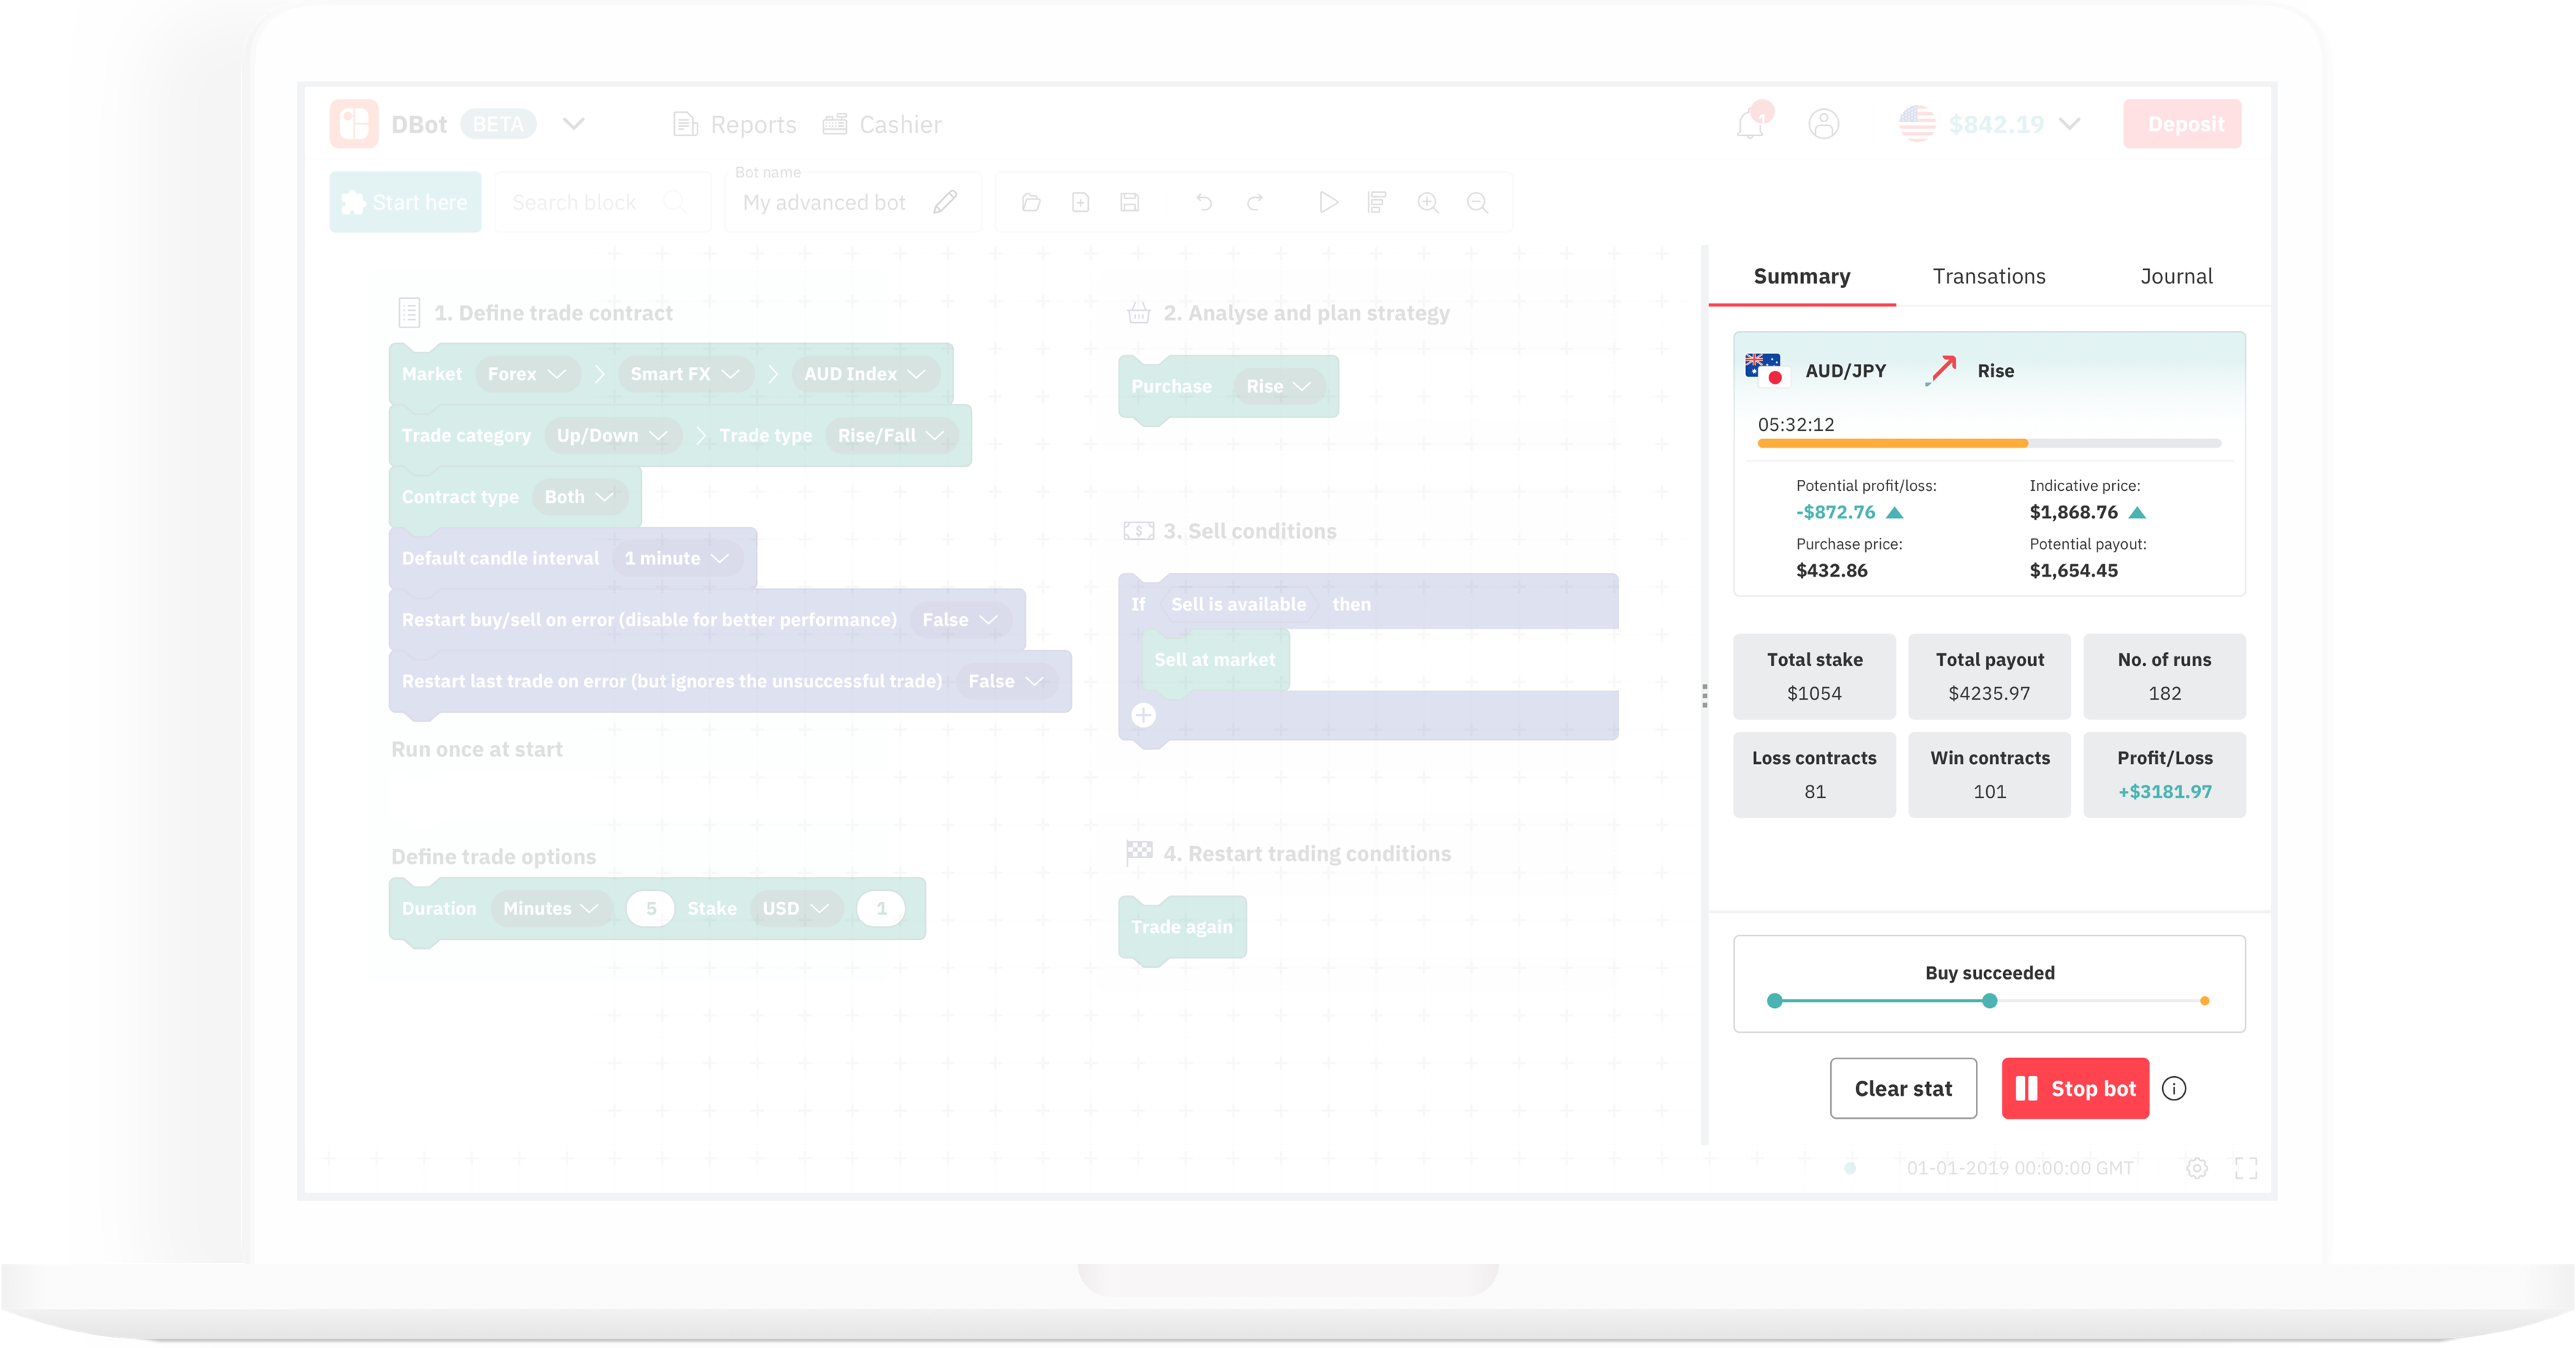 DBot BETA Reports Cashier 1 $842.19 Deposit
Start here Search block Bot name My advanced bot
1. Define trade contract
Market Forex Smart FX AUD Index
Trade category Up/Down Trade type Rise/Fall
Contract type Both
Default candle interval 1 minute
Restart buy/sell on error (disable for better performance) False
Restart last trade on error (but ignores the unsuccessful trade) False
Run once at start
Define trade options
Duration Minutes 5 Stake USD 1
2. Analyse and plan strategy
Purchase Rise
3. Sell conditions
If Sell is available then
Sell at market
4. Restart trading conditions
Trade again
Summary Transations Journal
AUD/JPY Rise
05:32:12
Potential profit/loss: Indicative price:
-$872.76 $1,868.76
Purchase price: Potential payout:
$432.86 $1,654.45
Total stake Total payout No. of runs
$1054 $4235.97 182
Loss contracts Win contracts Profit/Loss
81 101 +$3181.97
Buy succeeded
Clear stat Stop bot
01-01-2019 00:00:00 GMT